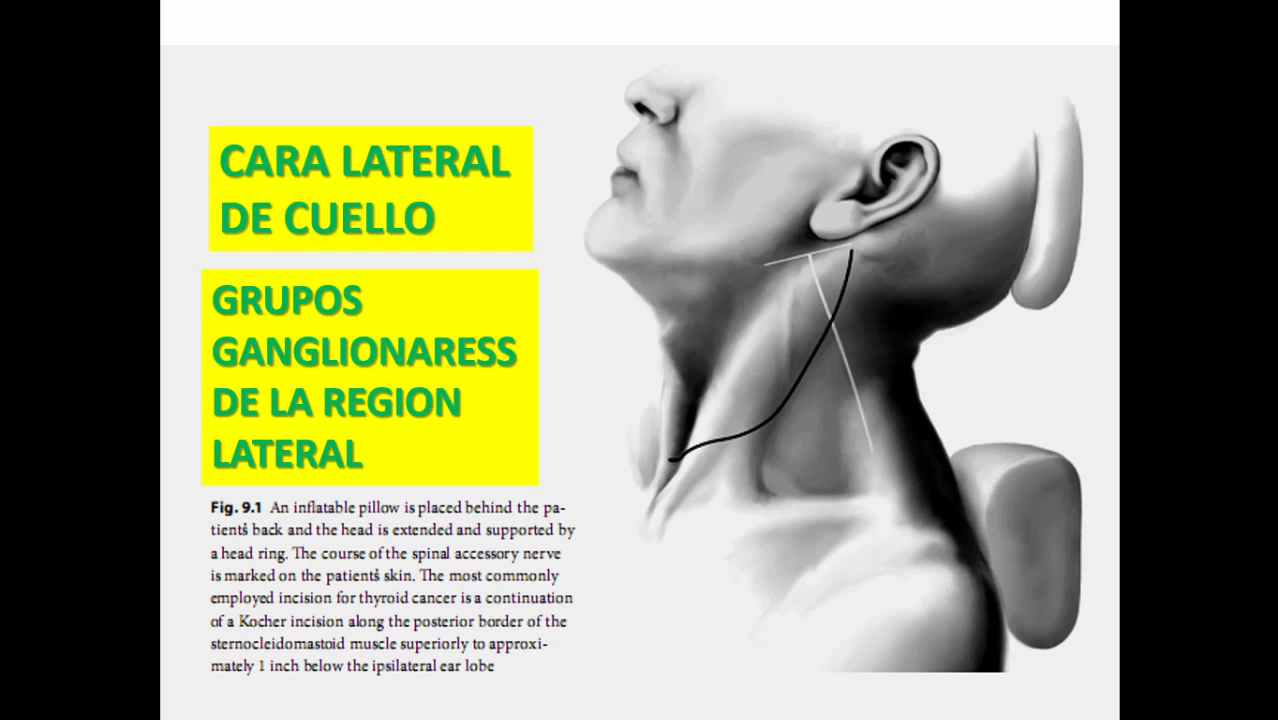 CARA LATERAL
DE CUELLO
GRUPOS
GANGLIONARESS
DE LA REGION
LATERAL
Fig. 9.1 An inflatable pillow is placed behind the pa-
tients̓ back and the head is extended and supported by
a head ring. The course of the spinal accessory nerve
is marked on the patients̓ skin. The most commonly
employed incision for thyroid cancer is a continuation
of a Kocher incision along the posterior border of the
sternocleidomastoid muscle superiorly to approxi-
mately 1 inch below the ipsilateral ear lobe